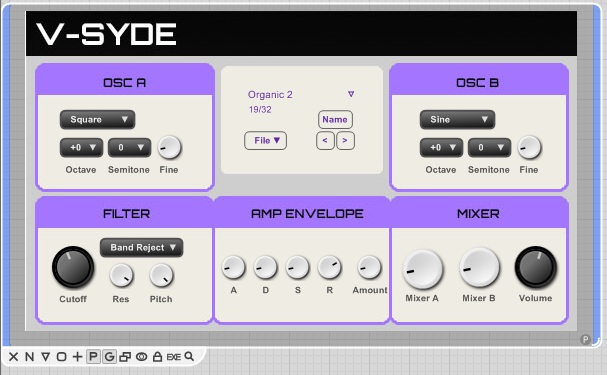 V-SYDE
OSC A
Square
+0 0
Octave Semitone Fine
Organic 2
19/32
Name
File < >
OSC B
Sine
+0 0
Octave Semitone Fine
FILTER
Band Reject
Cutoff Res Pitch
AMP ENVELOPE
A D S R Amount
MIXER
Mixer A Mixer B Volume
P
X N P G EXE